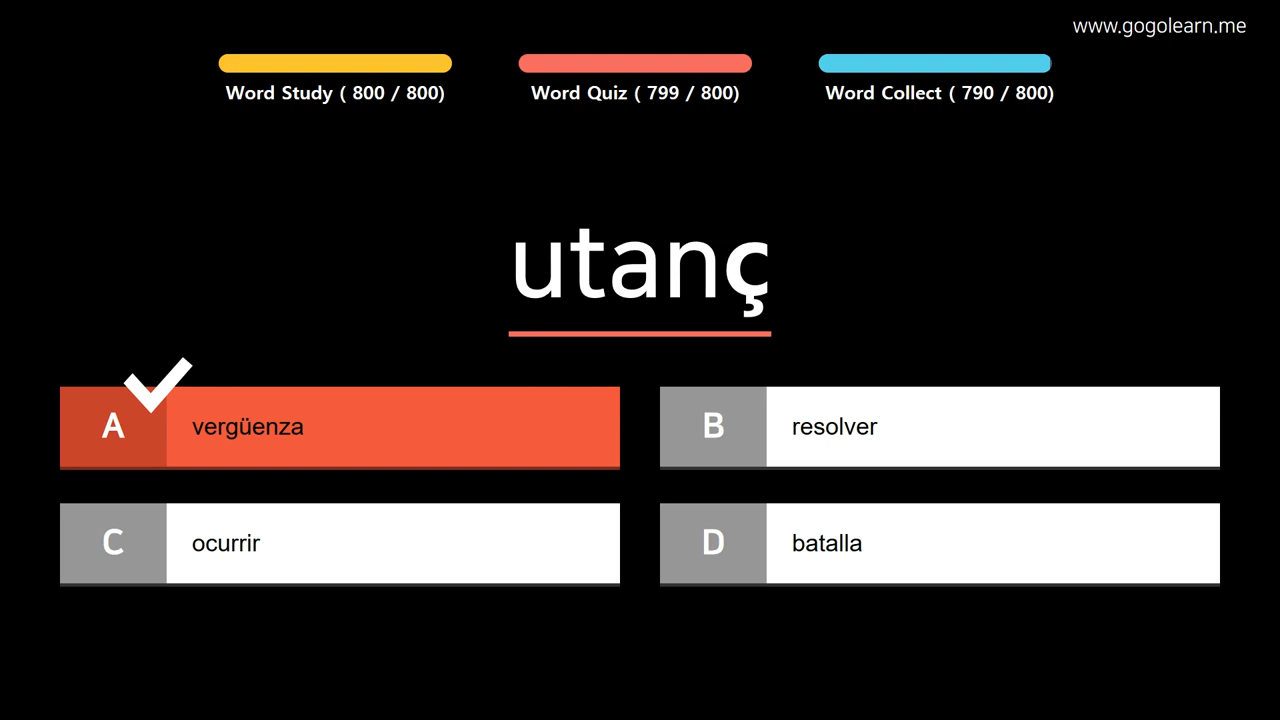 www.gogolearn.me
Word Study ( 800 / 800)
Word Quiz ( 799 / 800)
Word Collect ( 790 / 800)
utanç
A vergüenza
B resolver
C ocurrir
D batalla